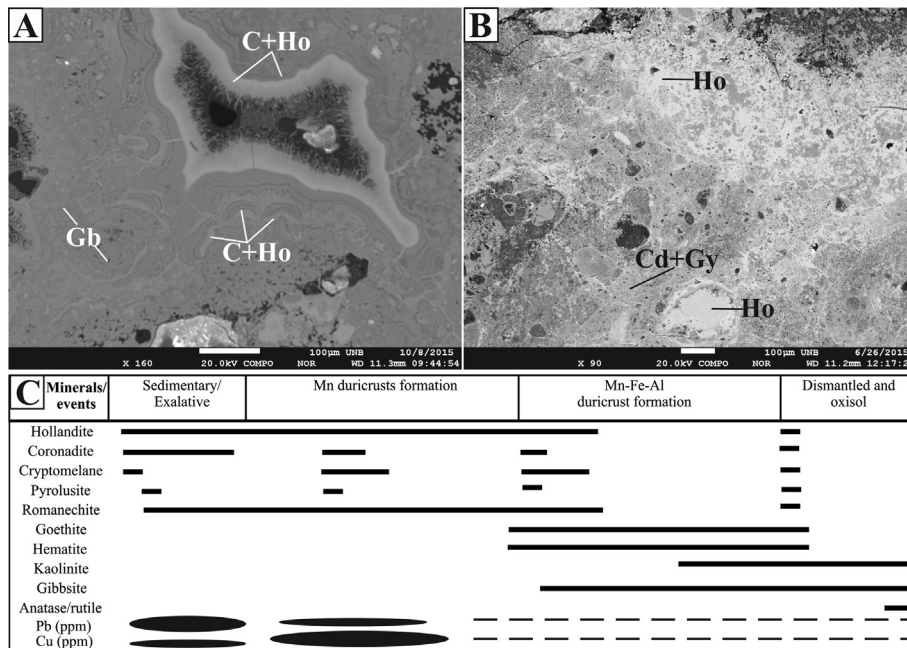 A
C+Ho
Gb
C+Ho
100µm UNB 10/8/2015
X 160 20.0kV COMPO NOR WD 11.3mm 09:44:54
B
Ho
Cd+Gy
Ho
100µm UNB 6/26/2015
X 90 20.0kV COMPO NOR WD 11.2mm 12:17:2
C Minerals/ events
Sedimentary/ Exalative
Mn duricrusts formation
Mn-Fe-Al duricrust formation
Dismantled and oxisol
Hollandite
Coronadite
Cryptomelane
Pyrolusite
Romanechite
Goethite
Hematite
Kaolinite
Gibbsite
Anatase/rutile
Pb (ppm)
Cu (ppm)